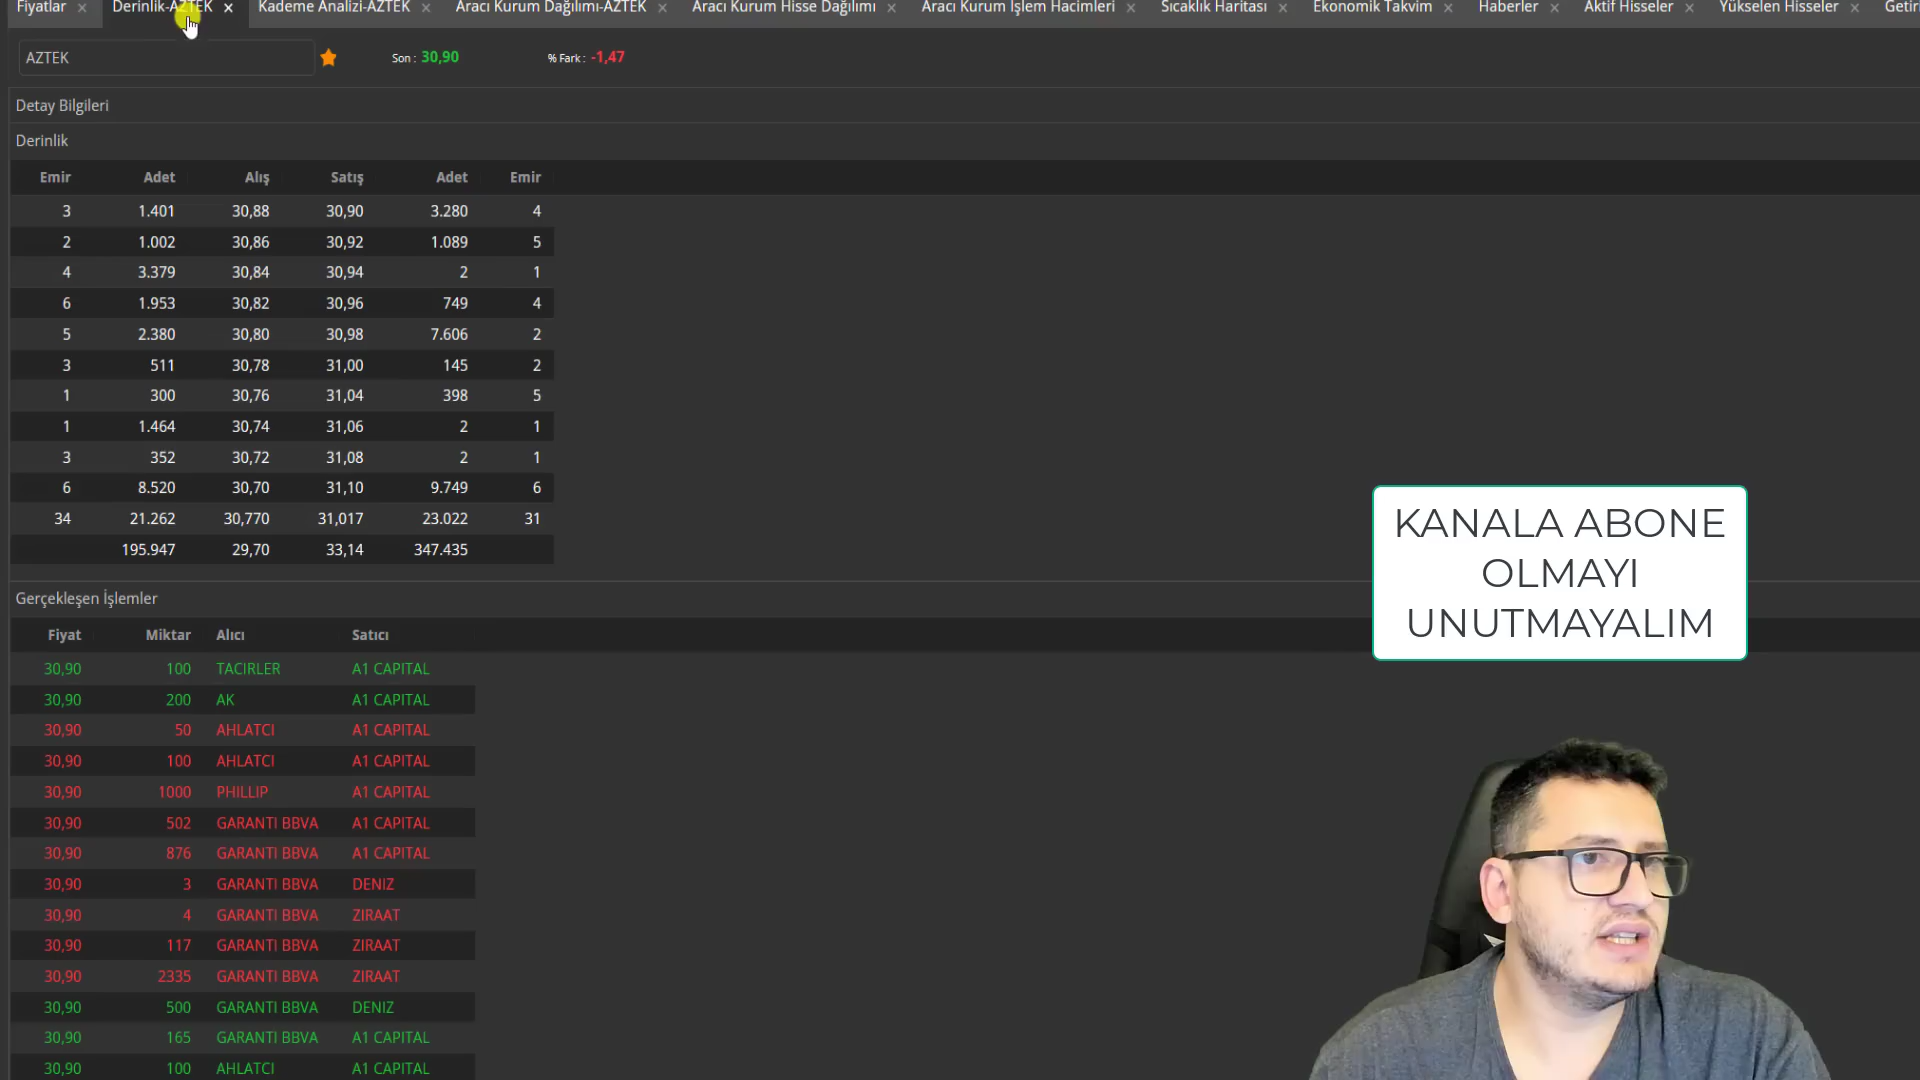 Fiyatlar × Derinlik-AZTEK × Kademe Analizi-AZTEK × Aracı Kurum Dağılımı-AZTEK × Aracı Kurum Hisse Dağılımı × Aracı Kurum İşlem Hacimleri × Sıcaklık Haritası × Ekonomik Takvim × Haberler × Aktif Hisseler × Yükselen Hisseler × Getiri
AZTEK Son : 30,90 % Fark : -1,47
Detay Bilgileri
Derinlik
Emir Adet Alış Satış Adet Emir
3 1.401 30,88 30,90 3.280 4
2 1.002 30,86 30,92 1.089 5
4 3.379 30,84 30,94 2 1
6 1.953 30,82 30,96 749 4
5 2.380 30,80 30,98 7.606 2
3 511 30,78 31,00 145 2
1 300 30,76 31,04 398 5
1 1.464 30,74 31,06 2 1
3 352 30,72 31,08 2 1
6 8.520 30,70 31,10 9.749 6
34 21.262 30,770 31,017 23.022 31
195.947 29,70 33,14 347.435
KANALA ABONE
OLMAYI
UNUTMAYALIM
Gerçekleşen İşlemler
Fiyat Miktar Alıcı Satıcı
30,90 100 TACIRLER A1 CAPITAL
30,90 200 AK A1 CAPITAL
30,90 50 AHLATCI A1 CAPITAL
30,90 100 AHLATCI A1 CAPITAL
30,90 1000 PHILLIP A1 CAPITAL
30,90 502 GARANTI BBVA A1 CAPITAL
30,90 876 GARANTI BBVA A1 CAPITAL
30,90 3 GARANTI BBVA DENIZ
30,90 4 GARANTI BBVA ZIRAAT
30,90 117 GARANTI BBVA ZIRAAT
30,90 2335 GARANTI BBVA ZIRAAT
30,90 500 GARANTI BBVA DENIZ
30,90 165 GARANTI BBVA A1 CAPITAL
30,90 100 AHLATCI A1 CAPITAL